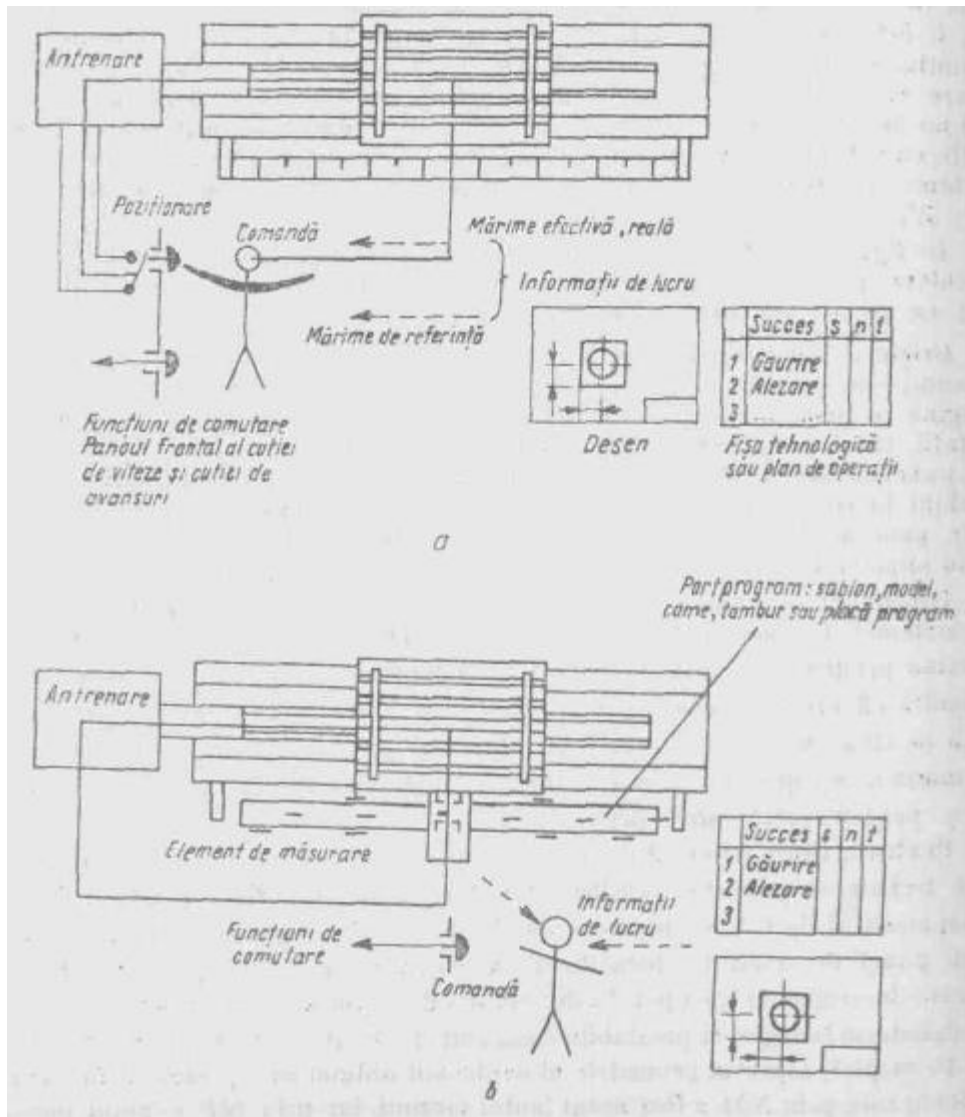 Antrenare
Poziționare
Comandă
Mărime efectivă, reală
Informații de lucru
Mărime de referință
Funcțiuni de comutare
Panoul frontal al cutiei
de viteze și cutiei de
avansuri
Desen
Succes s n t
1 Găurire
2 Alezare
3
Fișa tehnologică
sau plan de operații
a
Partprogram: șablon, model,
came, tambur sau placă program
Antrenare
Element de măsurare
Succes s n t
1 Găurire
2 Alezare
3
Informații
de lucru
Funcțiuni de
comutare
Comandă
b